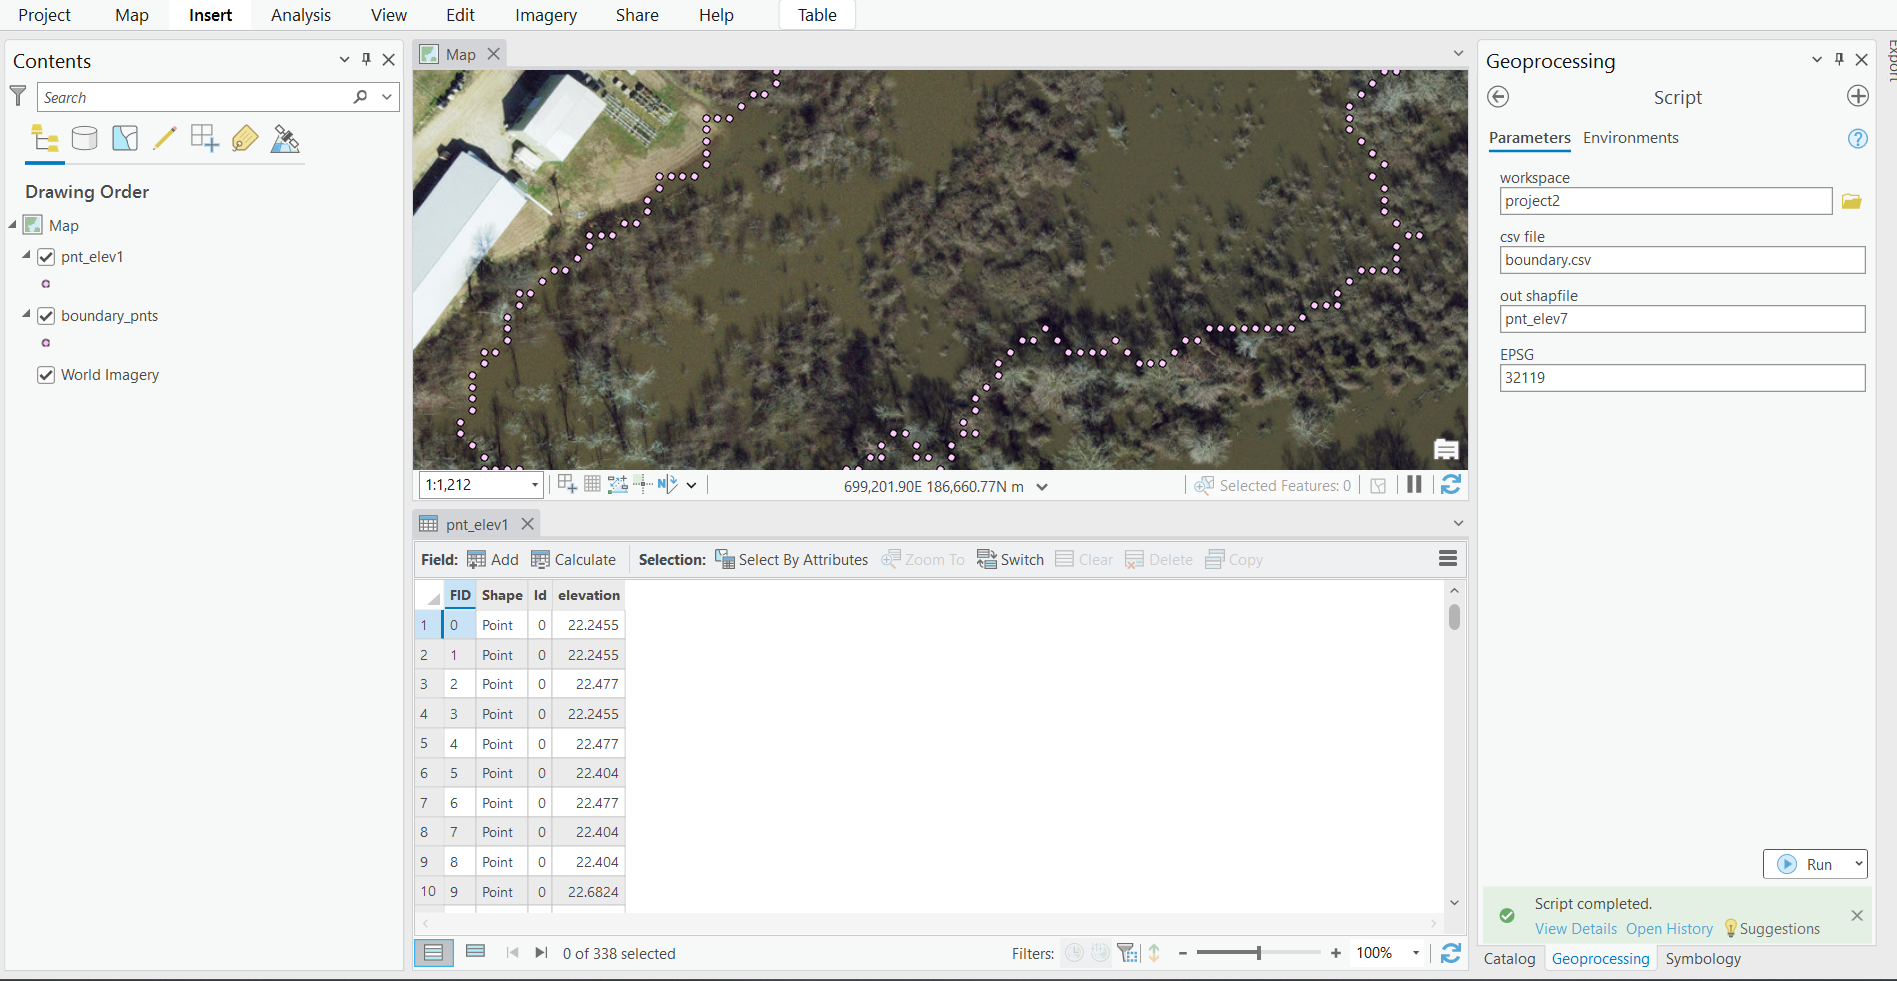 Project Map Insert Analysis View Edit Imagery Share Help Table
Contents
Search
Drawing Order
Map
pnt_elev1
boundary_pnts
World Imagery
Map
1:1,212
N
699,201.90E 186,660.77N m
Selected Features: 0
pnt_elev1
Field: Add Calculate Selection: Select By Attributes Zoom To Switch Clear Delete Copy
FID Shape Id elevation
1 0 Point 0 22.2455
2 1 Point 0 22.2455
3 2 Point 0 22.477
4 3 Point 0 22.2455
5 4 Point 0 22.477
6 5 Point 0 22.404
7 6 Point 0 22.477
8 7 Point 0 22.404
9 8 Point 0 22.404
10 9 Point 0 22.6824
0 of 338 selected
Filters:
100%
Geoprocessing
Script
Parameters Environments
?
workspace
project2
csv file
boundary.csv
out shapfile
pnt_elev7
EPSG
32119
Run
Script completed.
View Details Open History Suggestions
Catalog Geoprocessing Symbology
Export